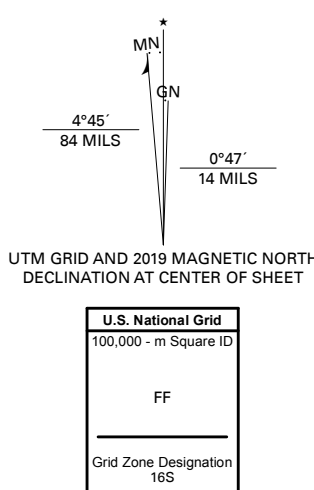 ★
MN
GN
4°45´
84 MILS
0°47´
14 MILS
UTM GRID AND 2019 MAGNETIC NORTH
DECLINATION AT CENTER OF SHEET
U.S. National Grid
100,000 - m Square ID
FF
Grid Zone Designation
16S